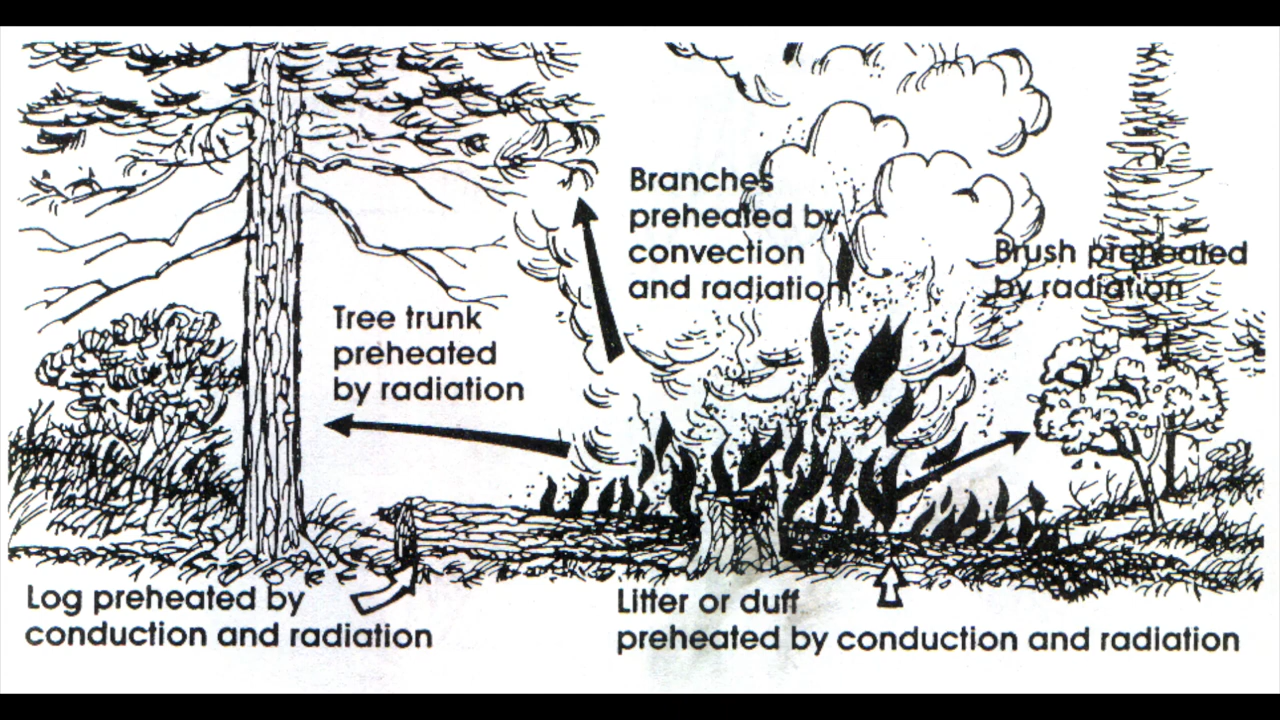 Branches
preheated by
convection
and radiation
Brush preheated
by radiation
Tree trunk
preheated
by radiation
Log preheated by
conduction and radiation
Litter or duff
preheated by conduction and radiation